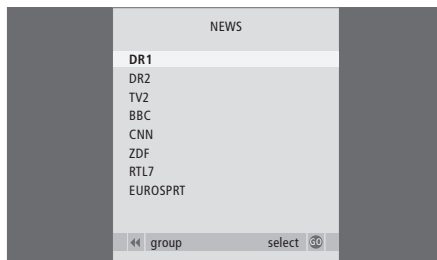 NEWS
DR1
DR2
TV2
BBC
CNN
ZDF
RTL7
EUROSPRT
group select GO